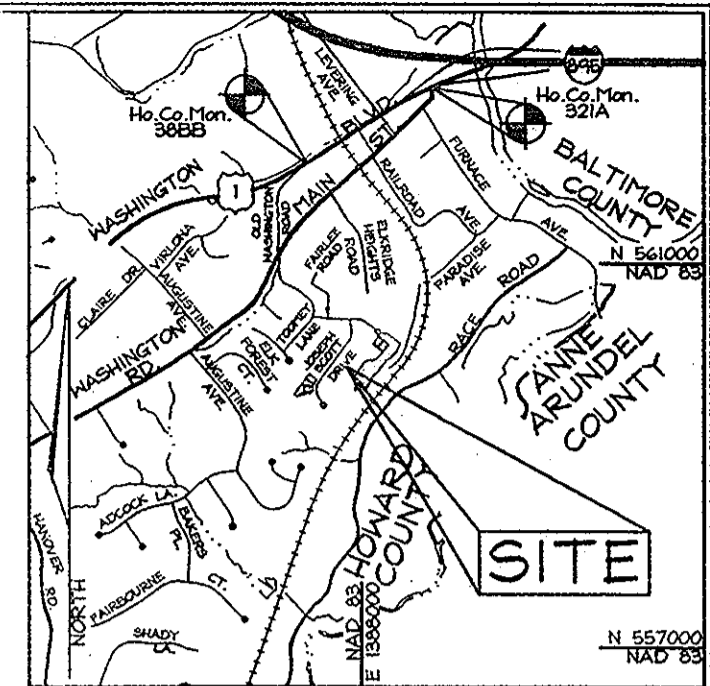 LEVERING
AVE.
895
Ho.Co.Mon.
38BB
Ho.Co.Mon.
321A
BLVD
ST.
WASHINGTON
1
MAIN
OLD
WASHINGTON
ROAD
RAILROAD
AVE.
FURNACE
AVE.
BALTIMORE
COUNTY
N 561000
NAD 83
CLAIRE DR.
VIRLONA
AVE.
AUGUSTINE
AVE.
FAIRLEE
ROAD
ELKRIDGE
HEIGHTS
ROAD
PARADISE
AVE.
RACE ROAD
WASHINGTON
RD.
AUGUSTINE
AVE.
ELK
FOREST
CT.
TOOMEY
LANE
JOSEPH
SCOTT
DRIVE
ANNE
ARUNDEL
COUNTY
HOWARD
COUNTY
SITE
ADCOCK LA.
BAKERS
PL.
HANOVER
RD.
NORTH
FAIRBOURNE
CT.
SHADY
LA.
NAD 83
E 1388000
N 557000
NAD 83